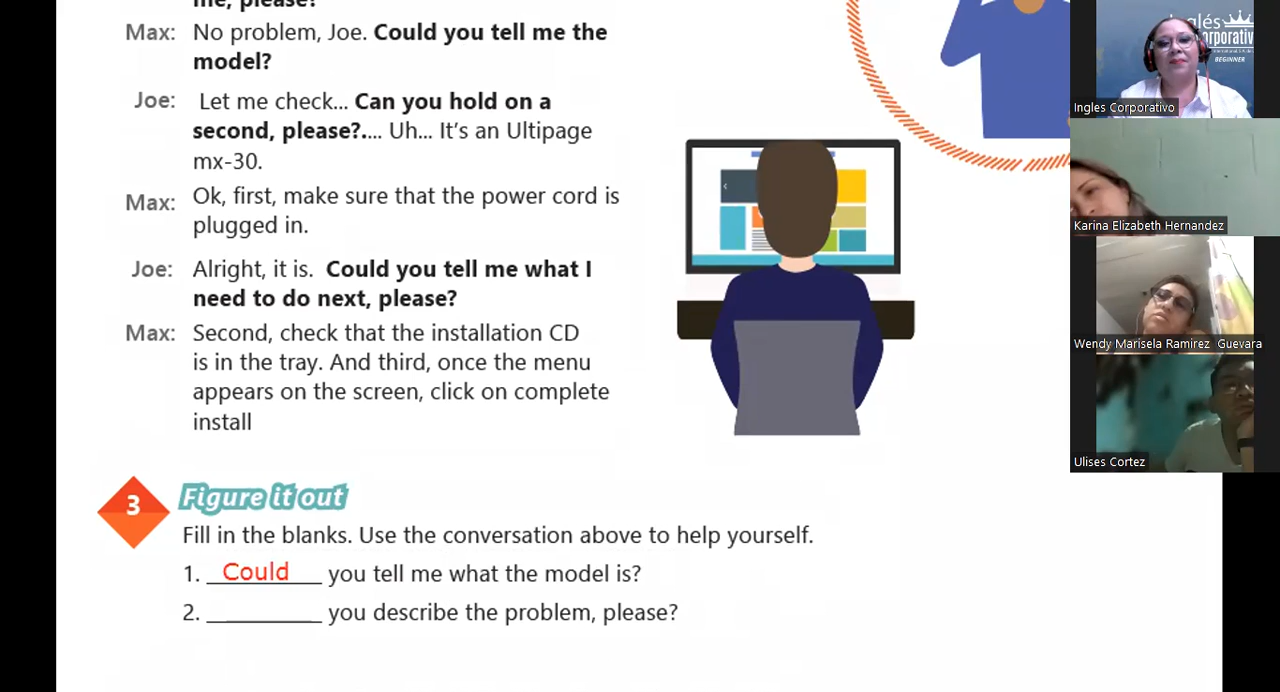 me, please?
Max: No problem, Joe. Could you tell me the
model?
Joe: Let me check... Can you hold on a
second, please?.... Uh... It’s an Ultipage
mx-30.
Max: Ok, first, make sure that the power cord is
plugged in.
Joe: Alright, it is. Could you tell me what I
need to do next, please?
Max: Second, check that the installation CD
is in the tray. And third, once the menu
appears on the screen, click on complete
install
3 Figure it out
Fill in the blanks. Use the conversation above to help yourself.
1. Could you tell me what the model is?
2. __________ you describe the problem, please?
BEGINNER
Ingles Corporativo
Karina Elizabeth Hernandez
Wendy Marisela Ramirez Guevara
Ulises Cortez